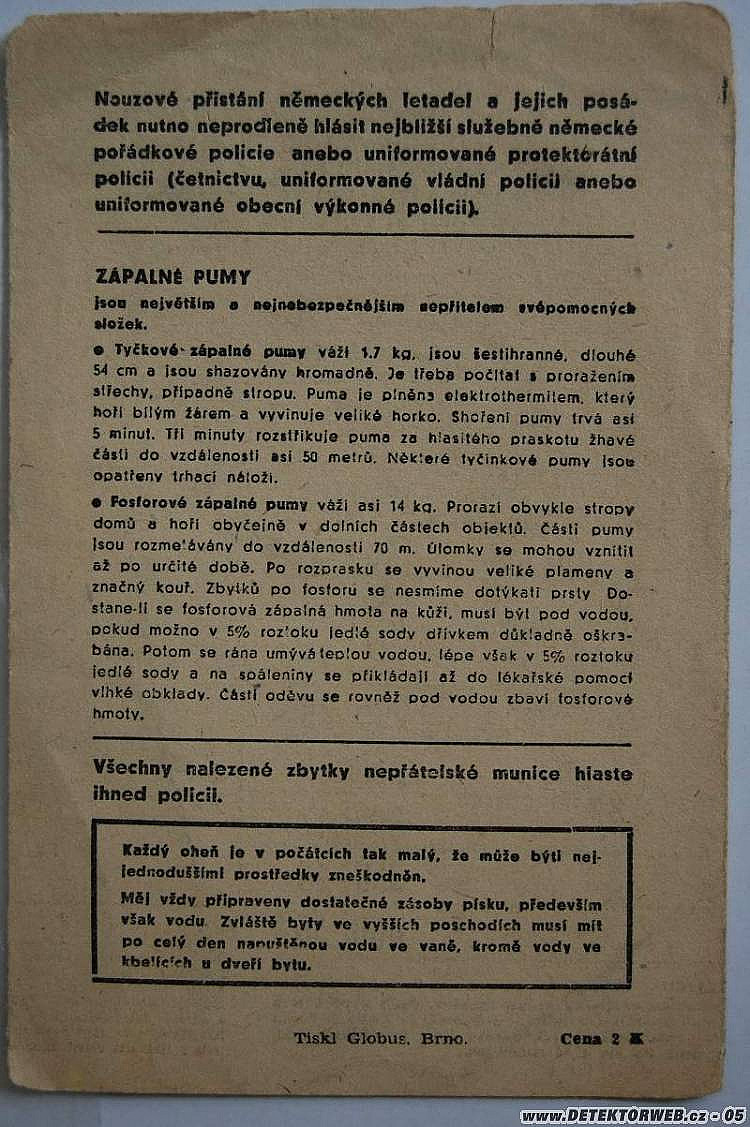 Nouzové přistání německých letadel a jejich posá-
dek nutno neprodleně hlásit nejbližší služebně německé
pořádkové policie anebo uniformované protektorátní
policii (četnictvu, uniformované vládní policii anebo
uniformované obecní výkonné policii).
ZÁPALNÉ PUMY
jsou největším a nejnebezpečnějším nepřítelem svépomocných
složek.
● Tyčkové zápalné pumy váží 1.7 kg, jsou šestihranné, dlouhé
54 cm a jsou shazovány hromadně. Je třeba počítat s proražením
střechy, případně stropu. Puma je plněna elektrothermitem, který
hoří bílým žárem a vyvinuje veliké horko. Shoření pumy trvá asi
5 minut. Tři minuty rozstřikuje puma za hlasitého praskotu žhavé
části do vzdálenosti asi 50 metrů. Některé tyčinkové pumy jsou
opatřeny trhací náloží.
● Fosforové zápalné pumy váží asi 14 kg. Prorazí obvykle stropy
domů a hoří obyčejně v dolních částech objektů. Části pumy
jsou rozmetávány do vzdálenosti 70 m. Úlomky se mohou vznítit
až po určité době. Po rozprasku se vyvinou veliké plameny a
značný kouř. Zbytků po fosforu se nesmíme dotýkati prsty Do-
stane-li se fosforová zápalná hmota na kůži, musí být pod vodou,
pokud možno v 5% roztoku jedlé sody dřívkem důkladně oškra-
bána. Potom se rána umývá teplou vodou, lépe však v 5% roztoku
jedlé sody a na spáleniny se přikládají až do lékařské pomoci
vlhké obklady. Části oděvu se rovněž pod vodou zbaví fosforové
hmoty.
Všechny nalezené zbytky nepřátelské munice hlaste
ihned policii.
Každý oheň je v počátcích tak malý, že může býti nej-
jednoduššími prostředky zneškodněn.
Měj vždy připraveny dostatečné zásoby písku, především
však vodu. Zvláště byty ve vyšších poschodích musí mít
po celý den napuštěnou vodu ve vaně, kromě vody ve
kbelících u dveří bytu.
Tiskl Globus, Brno. Cena 2 K
www.DETEKTORWEB.cz - 05